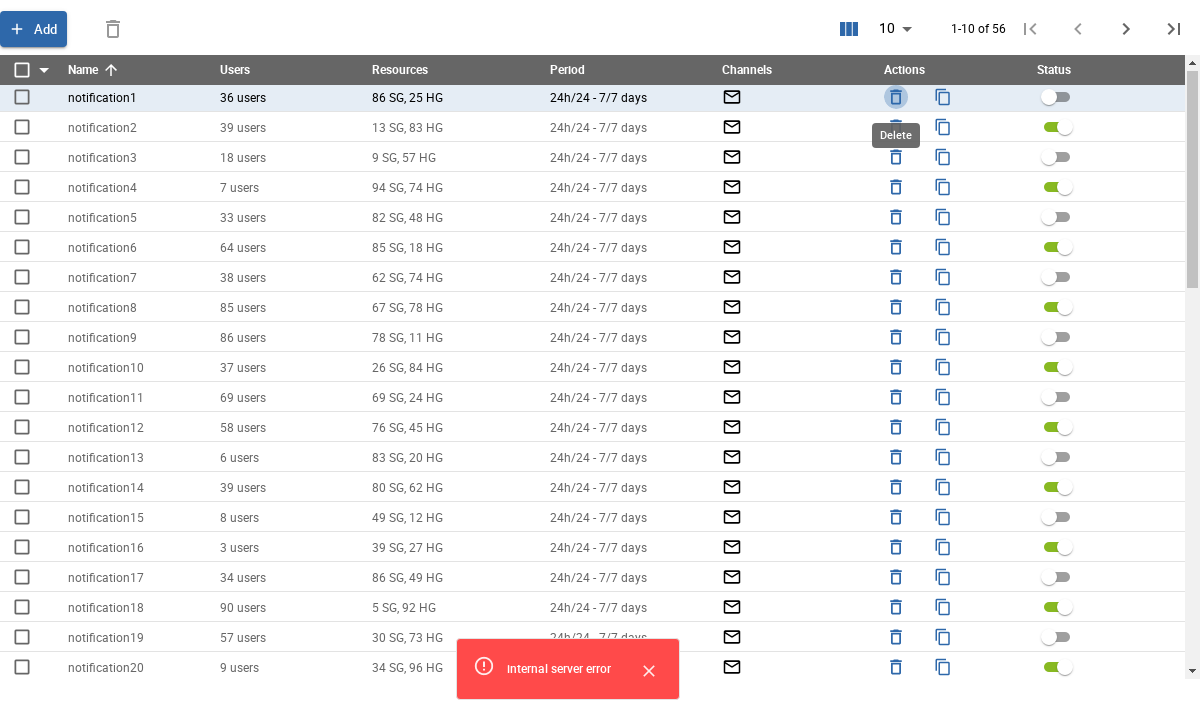 Add 10 1-10 of 56
Name Users Resources Period Channels Actions Status
notification1 36 users 86 SG, 25 HG 24h/24 - 7/7 days
notification2 39 users 13 SG, 83 HG 24h/24 - 7/7 days
Delete
notification3 18 users 9 SG, 57 HG 24h/24 - 7/7 days
notification4 7 users 94 SG, 74 HG 24h/24 - 7/7 days
notification5 33 users 82 SG, 48 HG 24h/24 - 7/7 days
notification6 64 users 85 SG, 18 HG 24h/24 - 7/7 days
notification7 38 users 62 SG, 74 HG 24h/24 - 7/7 days
notification8 85 users 67 SG, 78 HG 24h/24 - 7/7 days
notification9 86 users 78 SG, 11 HG 24h/24 - 7/7 days
notification10 37 users 26 SG, 84 HG 24h/24 - 7/7 days
notification11 69 users 69 SG, 24 HG 24h/24 - 7/7 days
notification12 58 users 76 SG, 45 HG 24h/24 - 7/7 days
notification13 6 users 83 SG, 20 HG 24h/24 - 7/7 days
notification14 39 users 80 SG, 62 HG 24h/24 - 7/7 days
notification15 8 users 49 SG, 12 HG 24h/24 - 7/7 days
notification16 3 users 39 SG, 27 HG 24h/24 - 7/7 days
notification17 34 users 86 SG, 49 HG 24h/24 - 7/7 days
notification18 90 users 5 SG, 92 HG 24h/24 - 7/7 days
notification19 57 users 30 SG, 73 HG 24h/24 - 7/7 days
notification20 9 users 34 SG, 96 HG
Internal server error